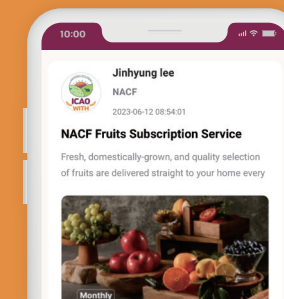 10:00
Jinhyung lee
NACF
ICAO
WITH
2023-06-12 08:54:01
NACF Fruits Subscription Service
Fresh, domestically-grown, and quality selection
of fruits are delivered straight to your home every
Monthly